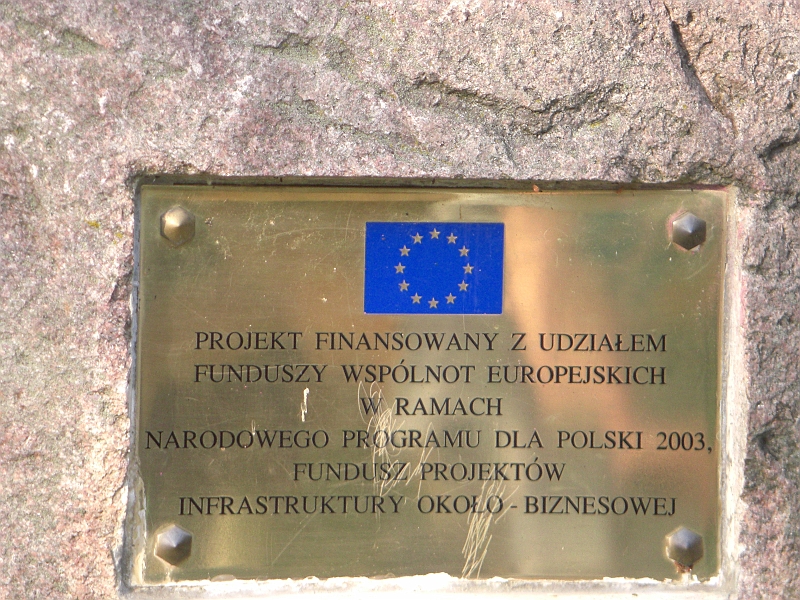 PROJEKT FINANSOWANY Z UDZIAŁEM
FUNDUSZY WSPÓLNOT EUROPEJSKICH
W RAMACH
NARODOWEGO PROGRAMU DLA POLSKI 2003,
FUNDUSZ PROJEKTÓW
INFRASTRUKTURY OKOŁO - BIZNESOWEJ